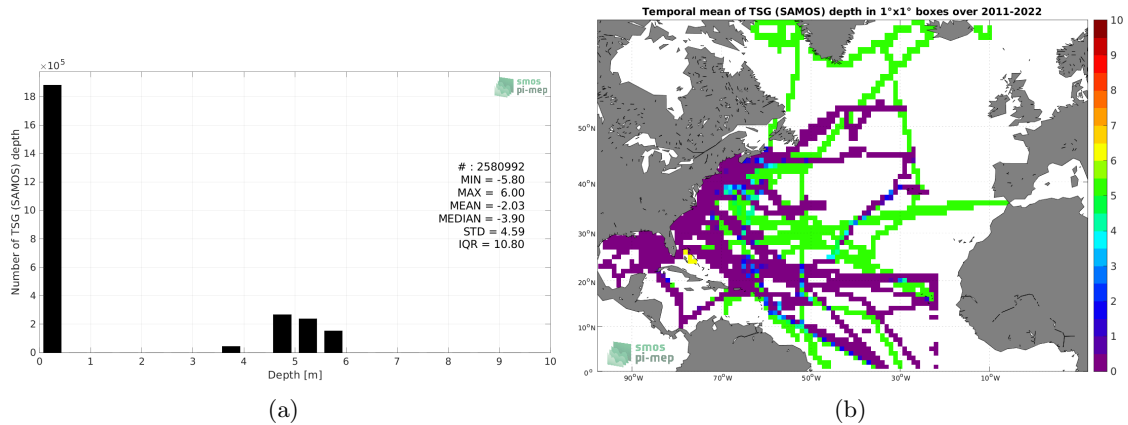 ×10⁵
Number of TSG (SAMOS) depth
18
16
14
12
10
8
6
4
2
0
smos
pi-mep
# : 2580992
MIN = -5.80
MAX = 6.00
MEAN = -2.03
MEDIAN = -3.90
STD = 4.59
IQR = 10.80
0 1 2 3 4 5 6 7 8 9 10
Depth [m]
(a)
Temporal mean of TSG (SAMOS) depth in 1°x1° boxes over 2011-2022
50°N
40°N
30°N
20°N
10°N
0°
smos
pi-mep
90°W 70°W 50°W 30°W 10°W
10
9
8
7
6
5
4
3
2
1
0
(b)